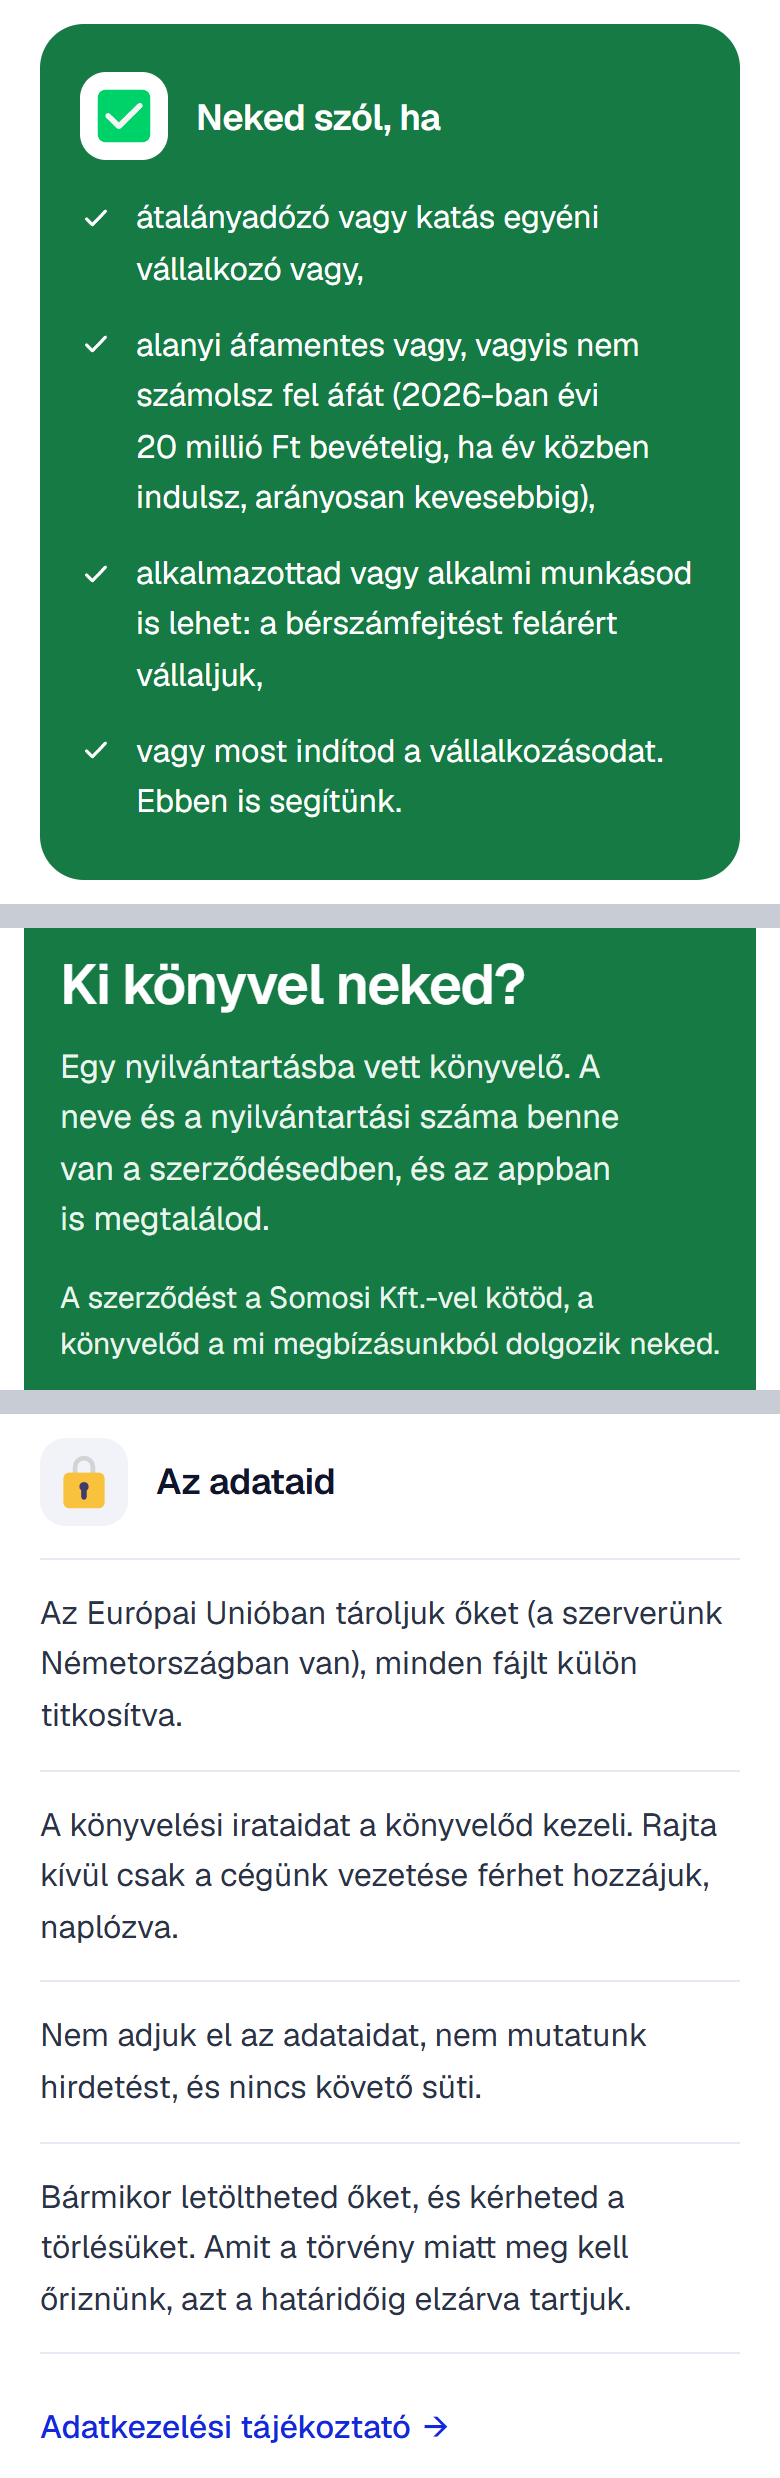 Neked szól, ha
átalányadózó vagy katás egyéni
vállalkozó vagy,
alanyi áfamentes vagy, vagyis nem
számolsz fel áfát (2026-ban évi
20 millió Ft bevételig, ha év közben
indulsz, arányosan kevesebbig),
alkalmazottad vagy alkalmi munkásod
is lehet: a bérszámfejtést felárért
vállaljuk,
vagy most indítod a vállalkozásodat.
Ebben is segítünk.
Ki könyvel neked?
Egy nyilvántartásba vett könyvelő. A
neve és a nyilvántartási száma benne
van a szerződésedben, és az appban
is megtalálod.
A szerződést a Somosi Kft.-vel kötöd, a
könyvelőd a mi megbízásunkból dolgozik neked.
Az adataid
Az Európai Unióban tároljuk őket (a szerverünk
Németországban van), minden fájlt külön
titkosítva.
A könyvelési irataidat a könyvelőd kezeli. Rajta
kívül csak a cégünk vezetése férhet hozzájuk,
naplózva.
Nem adjuk el az adataidat, nem mutatunk
hirdetést, és nincs követő süti.
Bármikor letöltheted őket, és kérheted a
törlésüket. Amit a törvény miatt meg kell
őriznünk, azt a határidőig elzárva tartjuk.
Adatkezelési tájékoztató →